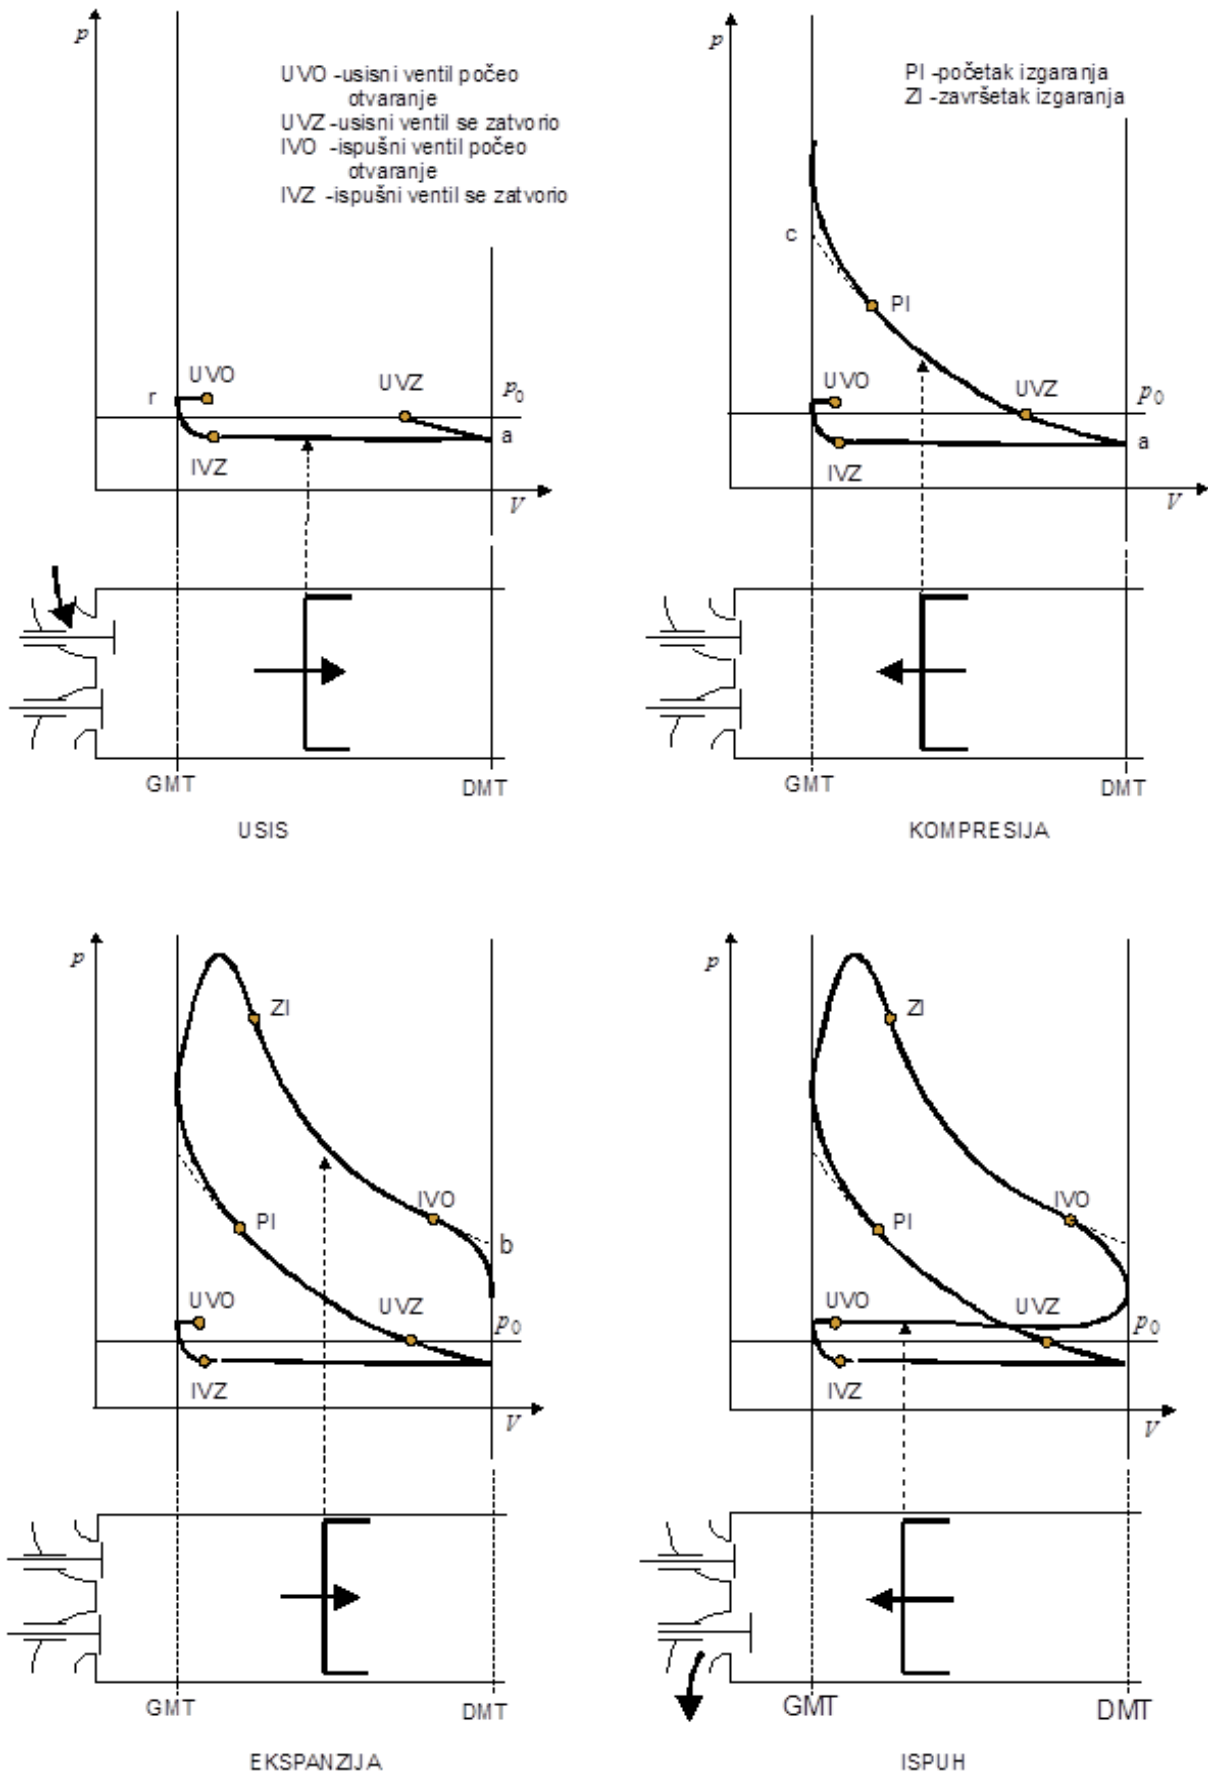 p
UVO -usisni ventil počeo
otvaranje
UVZ -usisni ventil se zatvorio
IVO -ispušni ventil počeo
otvaranje
IVZ -ispušni ventil se zatvorio
r
UVO
UVZ
p0
a
IVZ
V
GMT
DMT
USIS
p
PI -početak izgaranja
ZI -završetak izgaranja
c
PI
UVO
UVZ
p0
a
IVZ
V
GMT
DMT
KOMPRESIJA
p
ZI
IVO
PI
b
UVO
UVZ
p0
IVZ
V
GMT
DMT
EKSPANZIJA
p
ZI
IVO
PI
UVO
UVZ
p0
IVZ
V
GMT
DMT
ISPUH